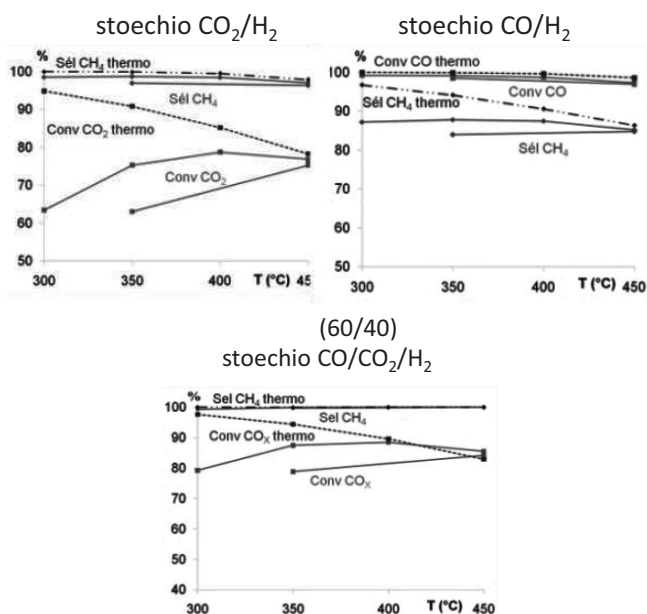 stoechio CO₂/H₂
%
Sél CH₄ thermo
100
90
80
70
60
50
Sél CH₄
Conv CO₂ thermo
Conv CO₂
T (°C)
300
350
400
450
stoechio CO/H₂
%
Conv CO thermo
100
90
80
70
60
50
Conv CO
Sél CH₄ thermo
Sél CH₄
T (°C)
300
350
400
450
(60/40)
stoechio CO/CO₂/H₂
%
Sel CH₄ thermo
100
90
80
70
60
50
40
Sel CH₄
Conv COₓ thermo
Conv COₓ
300
350
400
T (°C)
450